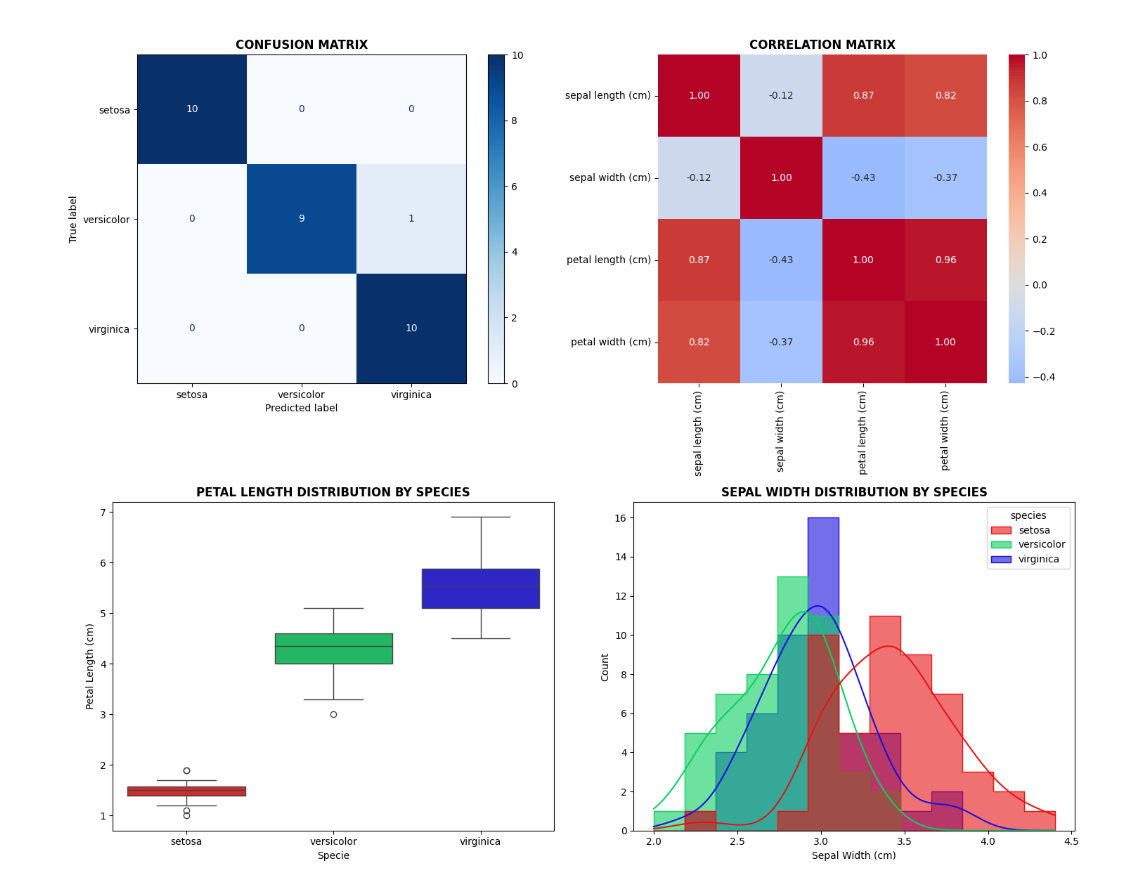 CONFUSION MATRIX
10
setosa
10
0
0
8
6
True label
versicolor
0
9
1
4
2
virginica
0
0
10
0
setosa
versicolor
virginica
Predicted label
CORRELATION MATRIX
1.0
sepal length (cm)
1.00
-0.12
0.87
0.82
0.8
0.6
sepal width (cm)
-0.12
1.00
-0.43
-0.37
0.4
0.2
petal length (cm)
0.87
-0.43
1.00
0.96
0.0
−0.2
petal width (cm)
0.82
-0.37
0.96
1.00
−0.4
sepal length (cm)
sepal width (cm)
petal length (cm)
petal width (cm)
PETAL LENGTH DISTRIBUTION BY SPECIES
7
6
5
4
3
2
1
Petal Length (cm)
setosa
versicolor
virginica
Specie
SEPAL WIDTH DISTRIBUTION BY SPECIES
16
14
12
10
8
6
4
2
0
Count
species
setosa
versicolor
virginica
2.0
2.5
3.0
3.5
4.0
4.5
Sepal Width (cm)